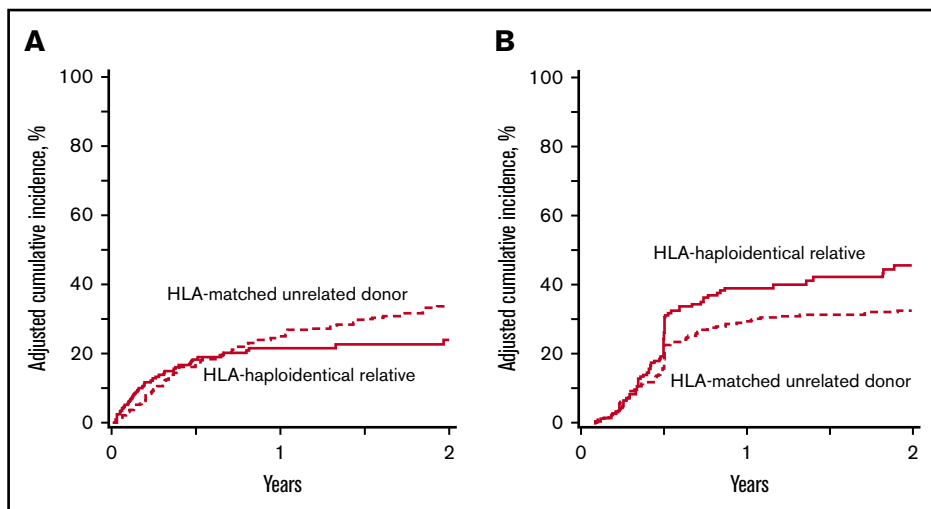 A
Adjusted cumulative incidence, %
100
80
60
40
20
0
HLA-matched unrelated donor
HLA-haploidentical relative
0
1
2
Years
B
Adjusted cumulative incidence, %
100
80
60
40
20
0
HLA-haploidentical relative
HLA-matched unrelated donor
0
1
2
Years